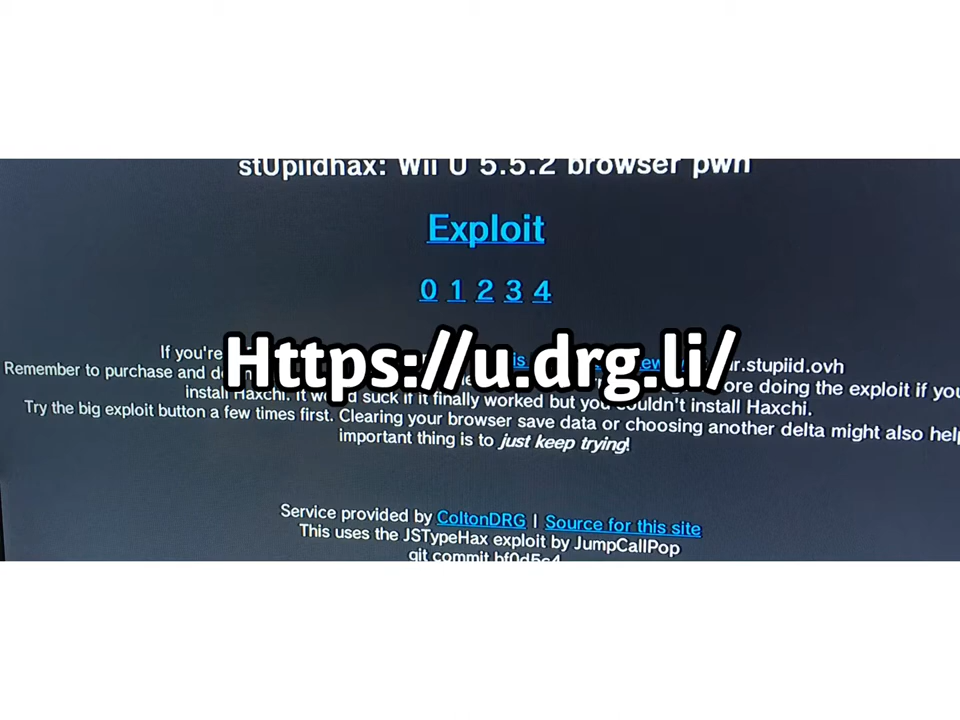 stUpiidhax: Wii U 5.5.2 browser pwn
Exploit
0 1 2 3 4
If you're r.stupiid.ovh
Https://u.drg.li/
Remember to purchase and d ore doing the exploit if you
install Haxchi. It would suck if it finally worked but you couldn't install Haxchi.
Try the big exploit button a few times first. Clearing your browser save data or choosing another delta might also help
important thing is to just keep trying!
Service provided by ColtonDRG | Source for this site
This uses the JSTypeHax exploit by JumpCallPop
git commit